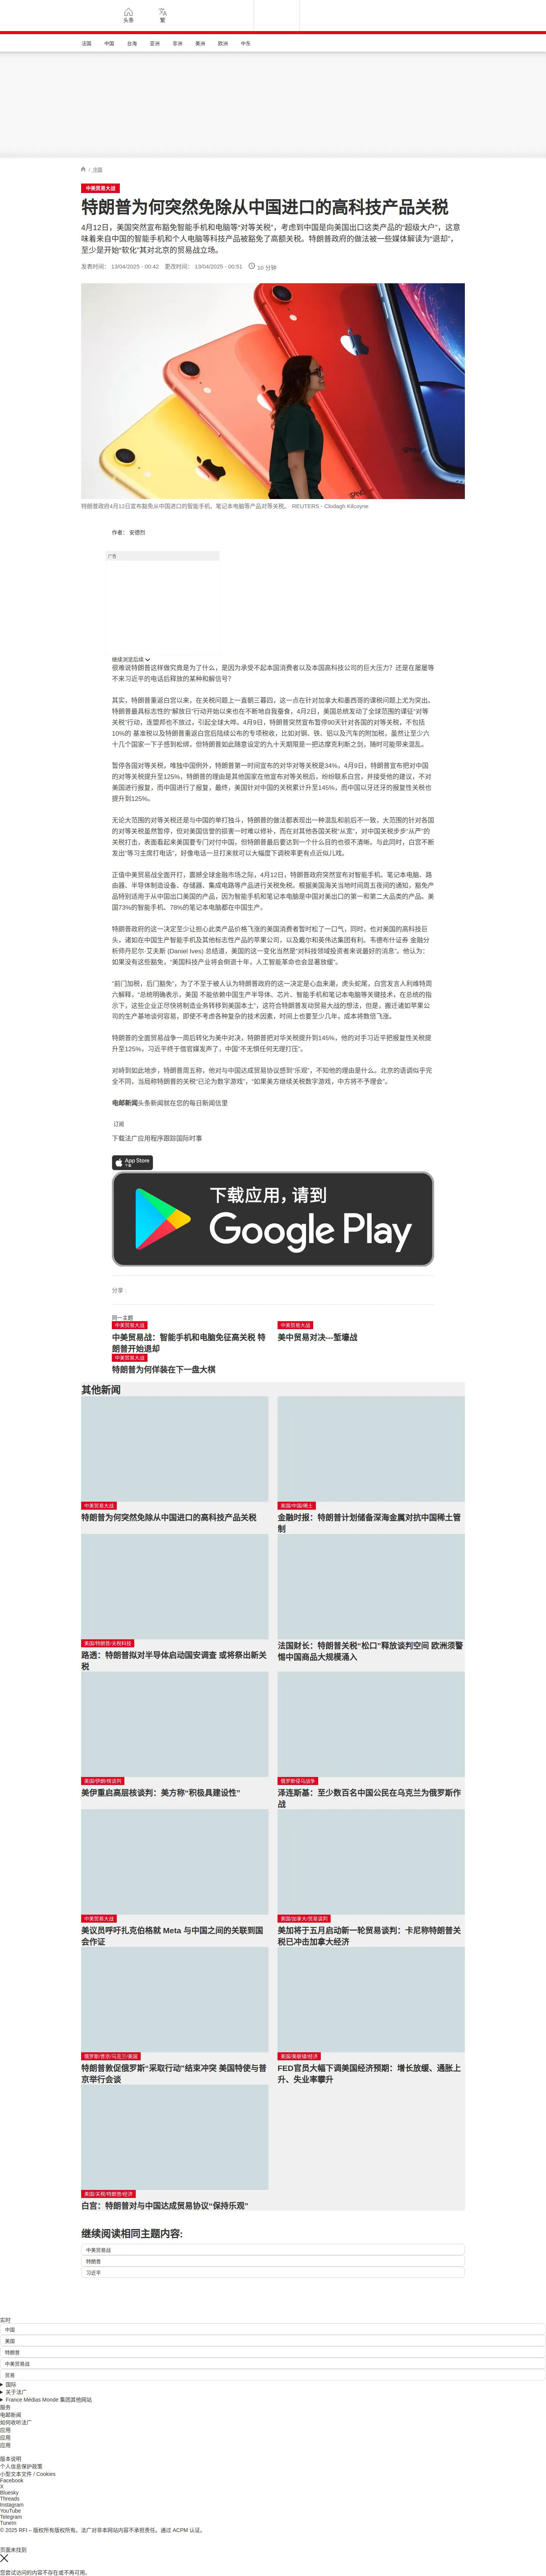 头条
繁
法国
中国
台海
亚洲
非洲
美洲
欧洲
中东
/ 中国
中美贸易大战
特朗普为何突然免除从中国进口的高科技产品关税
4月12日，美国突然宣布豁免智能手机和电脑等“对等关税”，考虑到中国是向美国出口这类产品的“超级大户”，这意
味着来自中国的智能手机和个人电脑等科技产品被豁免了高额关税。特朗普政府的做法被一些媒体解读为“退却”，
至少是开始“软化”其对北京的贸易战立场。
发表时间： 13/04/2025 - 00:42 更改时间： 13/04/2025 - 00:51 10 分钟
特朗普政府4月12日宣布豁免从中国进口的智能手机、笔记本电脑等产品对等关税。 REUTERS - Clodagh Kilcoyne
作者： 安德烈
广告
继续浏览后续
很难说特朗普这样做究竟是为了什么，是因为承受不起本国消费者以及本国高科技公司的巨大压力？还是在屡屡等
不来习近平的电话后释放的某种和解信号？
其实，特朗普重返白宫以来，在关税问题上一直朝三暮四，这一点在针对加拿大和墨西哥的课税问题上尤为突出。
特朗普最具标志性的“解放日”行动开始以来也在不断地自我蚕食，4月2日，美国总统发动了全球范围的课征“对等
关税”行动，连盟邦也不放过，引起全球大哗。4月9日，特朗普突然宣布暂停90天针对各国的对等关税，不包括
10%的 基准税以及特朗普重返白宫后陆续公布的专项税收，比如对钢、铁、铝以及汽车的附加税，虽然让至少六
十几个国家一下子感到松绑，但特朗普如此随意设定的九十天期限是一把达摩克利斯之剑，随时可能带来混乱。
暂停各国对等关税，唯独中国例外，特朗普第一时间宣布的对华对等关税是34%，4月9日，特朗普宣布把对中国
的对等关税提升至125%，特朗普的理由是其他国家在他宣布对等关税后，纷纷联系白宫，并接受他的建议，不对
美国进行报复，而中国进行了报复，最终，美国针对中国的关税累计升至145%，而中国以牙还牙的报复性关税也
提升到125%。
无论大范围的对等关税还是与中国的单打独斗，特朗普的做法都表现出一种混乱和前后不一致，大范围的针对各国
的对等关税虽然暂停，但对美国信誉的损害一时难以修补，而在对其他各国关税“从宽”，对中国关税步步“从严”的
关税打击，表面看起来美国要专门对付中国，但特朗普最后要达到一个什么目的也很不清晰。与此同时，白宫不断
发出“等习主席打电话”，好像电话一旦打来就可以大幅度下调税率更有点近似儿戏。
正值中美贸易战全面开打，震撼全球金融市场之际，4月12日，特朗普政府突然宣布对智能手机、笔记本电脑、路
由器、半导体制造设备、存储器、集成电路等产品进行关税免税。根据美国海关当地时间周五夜间的通知，豁免产
品特别适用于从中国出口美国的产品，因为智能手机和笔记本电脑是中国对美出口的第一和第二大品类的产品。美
国73%的智能手机、78%的笔记本电脑都在中国生产。
特朗普政府的这一决定至少让担心此类产品价格飞涨的美国消费者暂时松了一口气，同时，也对美国的高科技巨
头，诸如在中国生产智能手机及其他标志性产品的苹果公司，以及戴尔和英伟达集团有利。韦德布什证券 金融分
析师丹尼尔·艾夫斯 (Daniel Ives) 总结道，美国的这一变化当然是“对科技领域投资者来说最好的消息”。他认为：
如果没有这些豁免，“美国科技产业将会倒退十年，人工智能革命也会显著放缓”。
“前门加税，后门豁免”，为了不至于被人认为特朗普政府的这一决定是心血来潮，虎头蛇尾，白宫发言人利维特周
六解释，“总统明确表示，美国 不能依赖中国生产半导体、芯片、智能手机和笔记本电脑等关键技术，在总统的指
示下，这些企业正尽快将制造业务转移到美国本土”，这符合特朗普发动贸易大战的想法，但是，搬迁诸如苹果公
司的生产基地谈何容易，即使考虑各种复杂的技术因素，时间上也要至少几年，成本将数倍飞涨。
特朗普的全面贸易战争一周后转化为美中对决，特朗普把对华关税提升到145%，他的对手习近平把报复性关税提
升至125%，习近平终于借官媒发声了，中国“不无惧任何无理打压”。
对峙到如此地步，特朗普周五称，他对与中国达成贸易协议感到“乐观”，不知他的理由是什么。北京的语调似乎完
全不同，当局称特朗普的关税“已沦为数字游戏”，“如果美方继续关税数字游戏，中方将不予理会”。
电邮新闻头条新闻就在您的每日新闻信里
订阅
下载法广应用程序跟踪国际时事
App Store
下载
下载应用，请到
Google Play
分享 :
同一主题
中美贸易大战
中美贸易战：智能手机和电脑免征高关税 特
朗普开始退却
中美贸易大战
美中贸易对决---堑壕战
中美贸易大战
特朗普为何佯装在下一盘大棋
其他新闻
中美贸易大战
特朗普为何突然免除从中国进口的高科技产品关税
美国/中国/稀土
金融时报：特朗普计划储备深海金属对抗中国稀土管
制
美国/特朗普/关税科技
路透：特朗普拟对半导体启动国安调查 或将祭出新关
税
法国财长：特朗普关税“松口”释放谈判空间 欧洲须警
惕中国商品大规模涌入
美国/伊朗/核谈判
美伊重启高层核谈判：美方称“积极具建设性”
俄罗斯侵乌战争
泽连斯基：至少数百名中国公民在乌克兰为俄罗斯作
战
中美贸易大战
美议员呼吁扎克伯格就 Meta 与中国之间的关联到国
会作证
美国/加拿大/贸易谈判
美加将于五月启动新一轮贸易谈判：卡尼称特朗普关
税已冲击加拿大经济
俄罗斯/普京/乌克兰/美国
特朗普敦促俄罗斯“采取行动”结束冲突 美国特使与普
京举行会谈
美国/美联储/经济
FED官员大幅下调美国经济预期：增长放缓、通胀上
升、失业率攀升
美国/关税/特朗普/经济
白宫：特朗普对与中国达成贸易协议“保持乐观”
继续阅读相同主题内容:
中美贸易战
特朗普
习近平
实时
中国
美国
特朗普
中美贸易战
贸易
国际
关于法广
France Médias Monde 集团其他网站
服务
电邮新闻
如何收听法广
应用
应用
应用
版本说明
个人信息保护政策
小型文本文件 / Cookies
Facebook
X
Bluesky
Threads
Instagram
YouTube
Telegram
TuneIn
© 2025 RFI – 版权所有版权所有。法广对非本网站内容不承担责任。通过 ACPM 认证。
页面未找到
您尝试访问的内容不存在或不再可用。